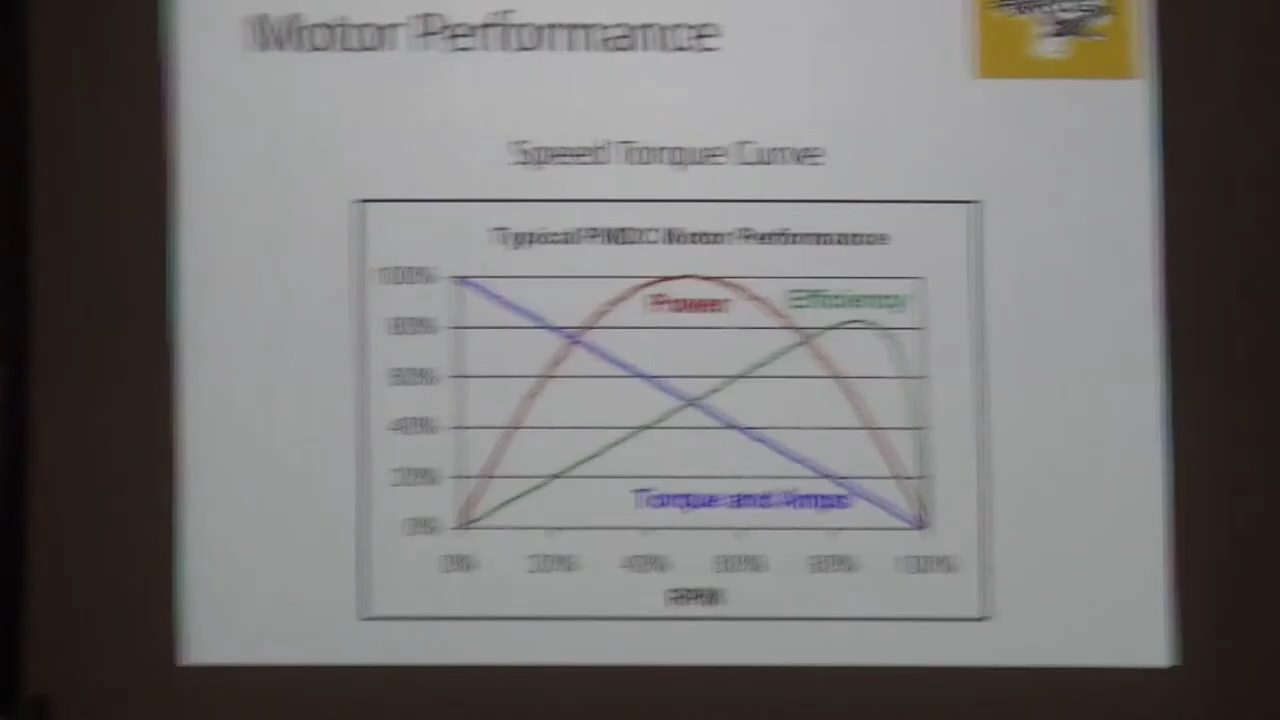 Motor Performance
Speed Torque Curve
Typical PMDC Motor Performance
100%
80%
60%
40%
20%
0%
Power
Efficiency
Torque and Amps
0% 20% 40% 60% 80% 100%
RPM